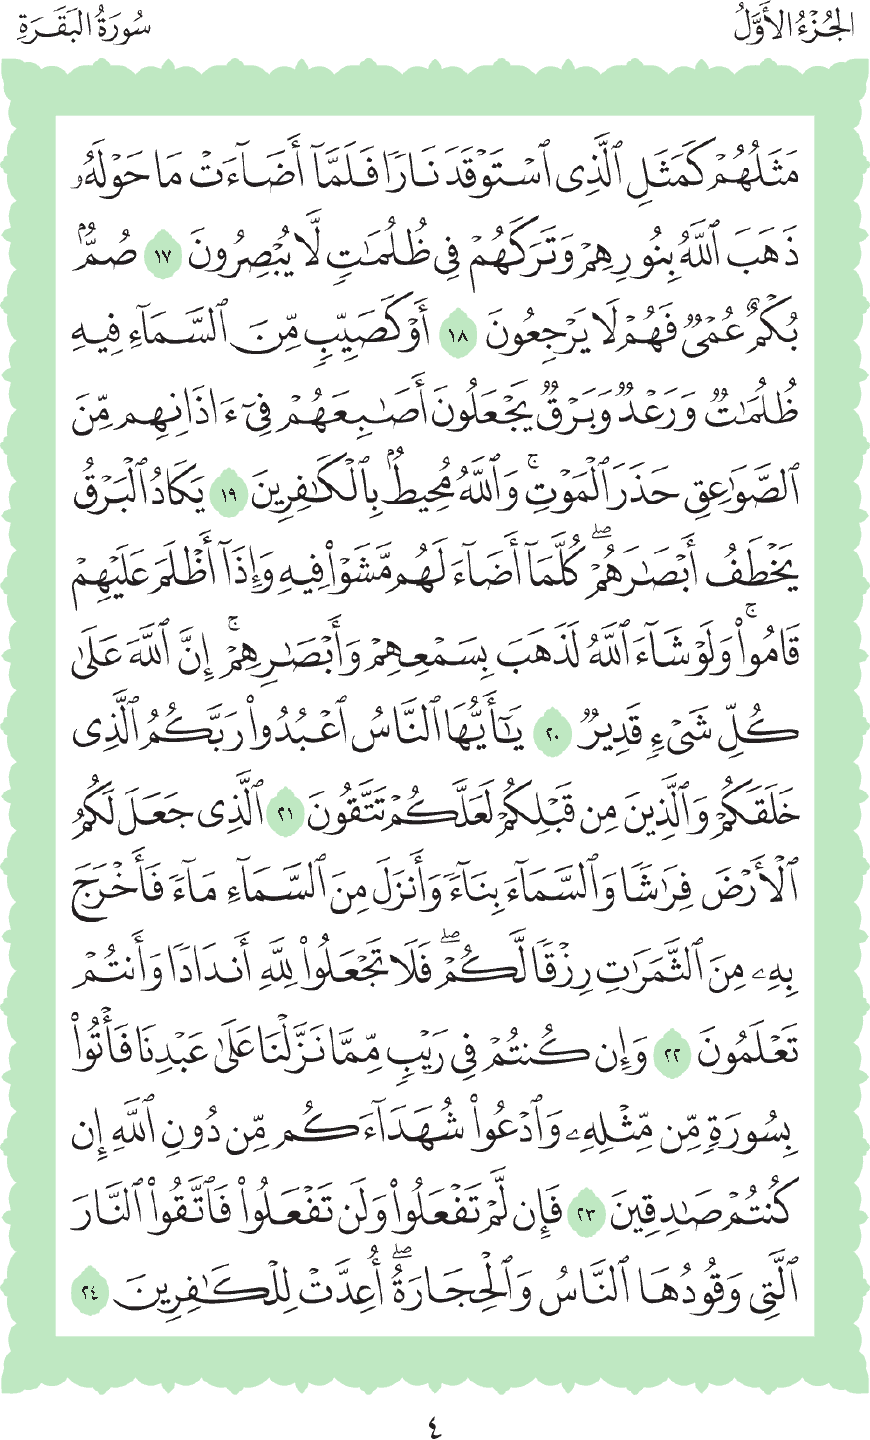 الجُزْءُ الأَوَّلُ
سُورَةُ البَقَرَةِ
مَثَلُهُمْ كَمَثَلِ ٱلَّذِى ٱسْتَوْقَدَ نَارًا فَلَمَّآ أَضَآءَتْ مَا حَوْلَهُۥ
ذَهَبَ ٱللَّهُ بِنُورِهِمْ وَتَرَكَهُمْ فِى ظُلُمَـٰتٍ لَّا يُبْصِرُونَ ١٧ صُمٌّۢ
بُكْمٌ عُمْىٌ فَهُمْ لَا يَرْجِعُونَ ١٨ أَوْ كَصَيِّبٍ مِّنَ ٱلسَّمَآءِ فِيهِ
ظُلُمَـٰتٌ وَرَعْدٌ وَبَرْقٌ يَجْعَلُونَ أَصَـٰبِعَهُمْ فِىٓ ءَاذَانِهِم مِّنَ
ٱلصَّوَٰعِقِ حَذَرَ ٱلْمَوْتِ ۚ وَٱللَّهُ مُحِيطٌۢ بِٱلْكَـٰفِرِينَ ١٩ يَكَادُ ٱلْبَرْقُ
يَخْطَفُ أَبْصَـٰرَهُمْ ۖ كُلَّمَآ أَضَآءَ لَهُم مَّشَوْا۟ فِيهِ وَإِذَآ أَظْلَمَ عَلَيْهِمْ
قَامُوا۟ ۚ وَلَوْ شَآءَ ٱللَّهُ لَذَهَبَ بِسَمْعِهِمْ وَأَبْصَـٰرِهِمْ ۚ إِنَّ ٱللَّهَ عَلَىٰ
كُلِّ شَىْءٍ قَدِيرٌ ٢٠ يَـٰٓأَيُّهَا ٱلنَّاسُ ٱعْبُدُوا۟ رَبَّكُمُ ٱلَّذِى
خَلَقَكُمْ وَٱلَّذِينَ مِن قَبْلِكُمْ لَعَلَّكُمْ تَتَّقُونَ ٢١ ٱلَّذِى جَعَلَ لَكُمُ
ٱلْأَرْضَ فِرَٰشًا وَٱلسَّمَآءَ بِنَآءً وَأَنزَلَ مِنَ ٱلسَّمَآءِ مَآءً فَأَخْرَجَ
بِهِۦ مِنَ ٱلثَّمَرَٰتِ رِزْقًا لَّكُمْ ۖ فَلَا تَجْعَلُوا۟ لِلَّهِ أَندَادًا وَأَنتُمْ
تَعْلَمُونَ ٢٢ وَإِن كُنتُمْ فِى رَيْبٍ مِّمَّا نَزَّلْنَا عَلَىٰ عَبْدِنَا فَأْتُوا۟
بِسُورَةٍ مِّن مِّثْلِهِۦ وَٱدْعُوا۟ شُهَدَآءَكُم مِّن دُونِ ٱللَّهِ إِن
كُنتُمْ صَـٰدِقِينَ ٢٣ فَإِن لَّمْ تَفْعَلُوا۟ وَلَن تَفْعَلُوا۟ فَٱتَّقُوا۟ ٱلنَّارَ
ٱلَّتِى وَقُودُهَا ٱلنَّاسُ وَٱلْحِجَارَةُ ۖ أُعِدَّتْ لِلْكَـٰفِرِينَ ٢٤
٤